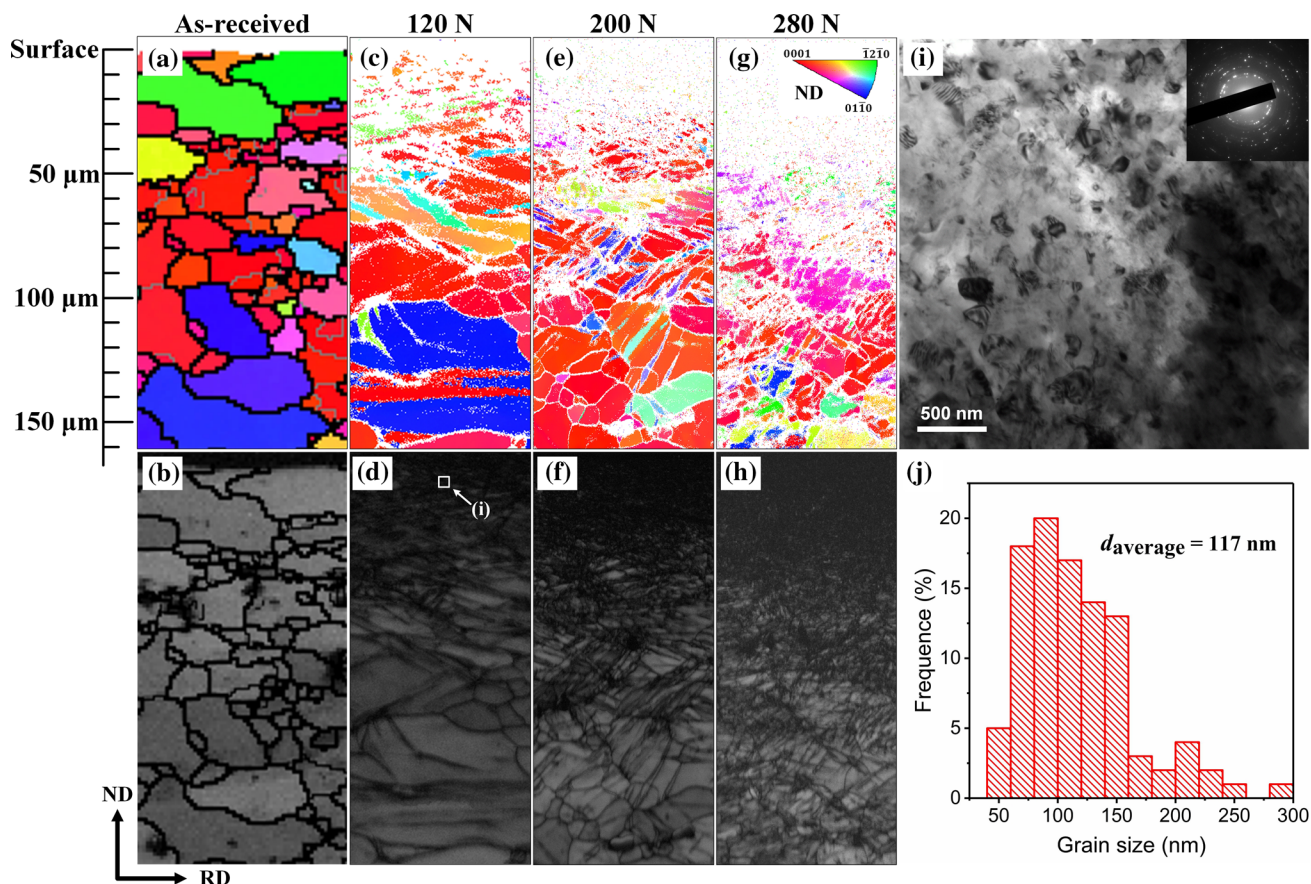 As-received
120 N
200 N
280 N
Surface
50 µm
100 µm
150 µm
(a)
(c)
(e)
(g)
0001
1̅21̅0
011̅0
ND
(i)
500 nm
(b)
(d)
(i)
(f)
(h)
ND
RD
(j)
d average = 117 nm
Frequence (%)
20
15
10
5
0
50 100 150 200 250 300
Grain size (nm)